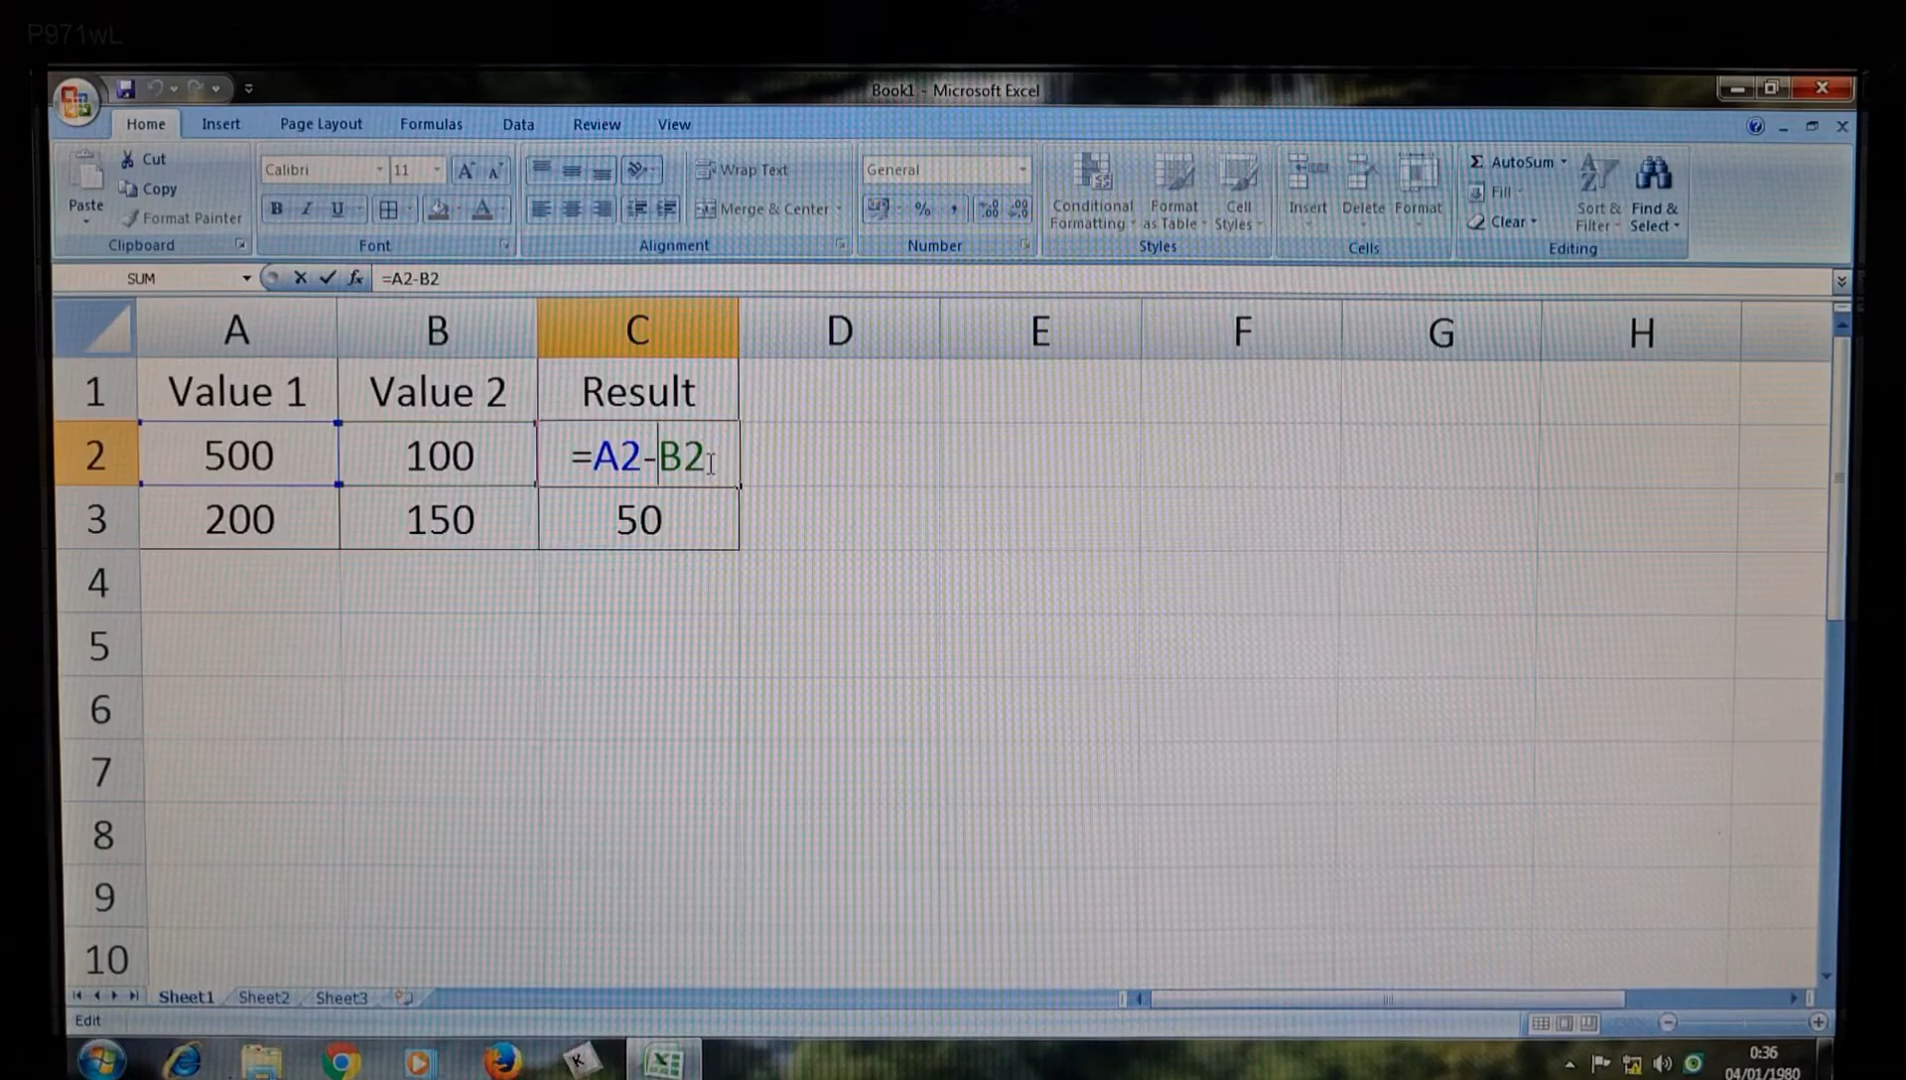 P971wL
Book1 - Microsoft Excel
Home Insert Page Layout Formulas Data Review View
Cut
Copy
Paste
Format Painter
Clipboard
Calibri 11
B I U
Font
Wrap Text
Merge & Center
Alignment
General
% ,
Number
Conditional Formatting
Format as Table
Cell Styles
Styles
Insert Delete Format
Cells
Σ AutoSum
Fill
Clear
Sort & Filter
Find & Select
Editing
SUM fx =A2-B2
A B C D E F G H
1 Value 1 Value 2 Result
2 500 100 =A2-B2
3 200 150 50
4
5
6
7
8
9
10
Sheet1 Sheet2 Sheet3
Edit
K
0:36
04/01/1980